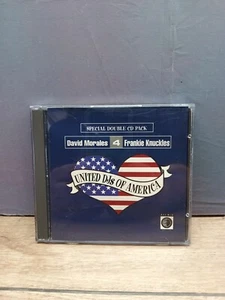 SPECIAL DOUBLE CD PACK
David Morales 4 Frankie Knuckles
UNITED DJs OF AMERICA